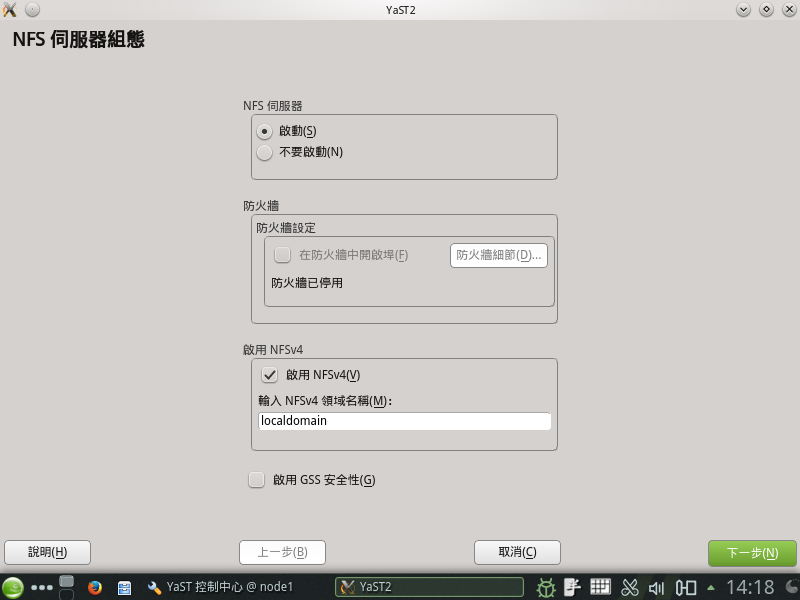 YaST2
NFS 伺服器組態
NFS 伺服器
啟動(S)
不要啟動(N)
防火牆
防火牆設定
在防火牆中開啟埠(F)
防火牆細節(D)...
防火牆已停用
啟用 NFSv4
啟用 NFSv4(V)
輸入 NFSv4 領域名稱(M)：
localdomain
啟用 GSS 安全性(G)
說明(H)
上一步(B)
取消(C)
下一步(N)
YaST 控制中心 @ node1
YaST2
14:18